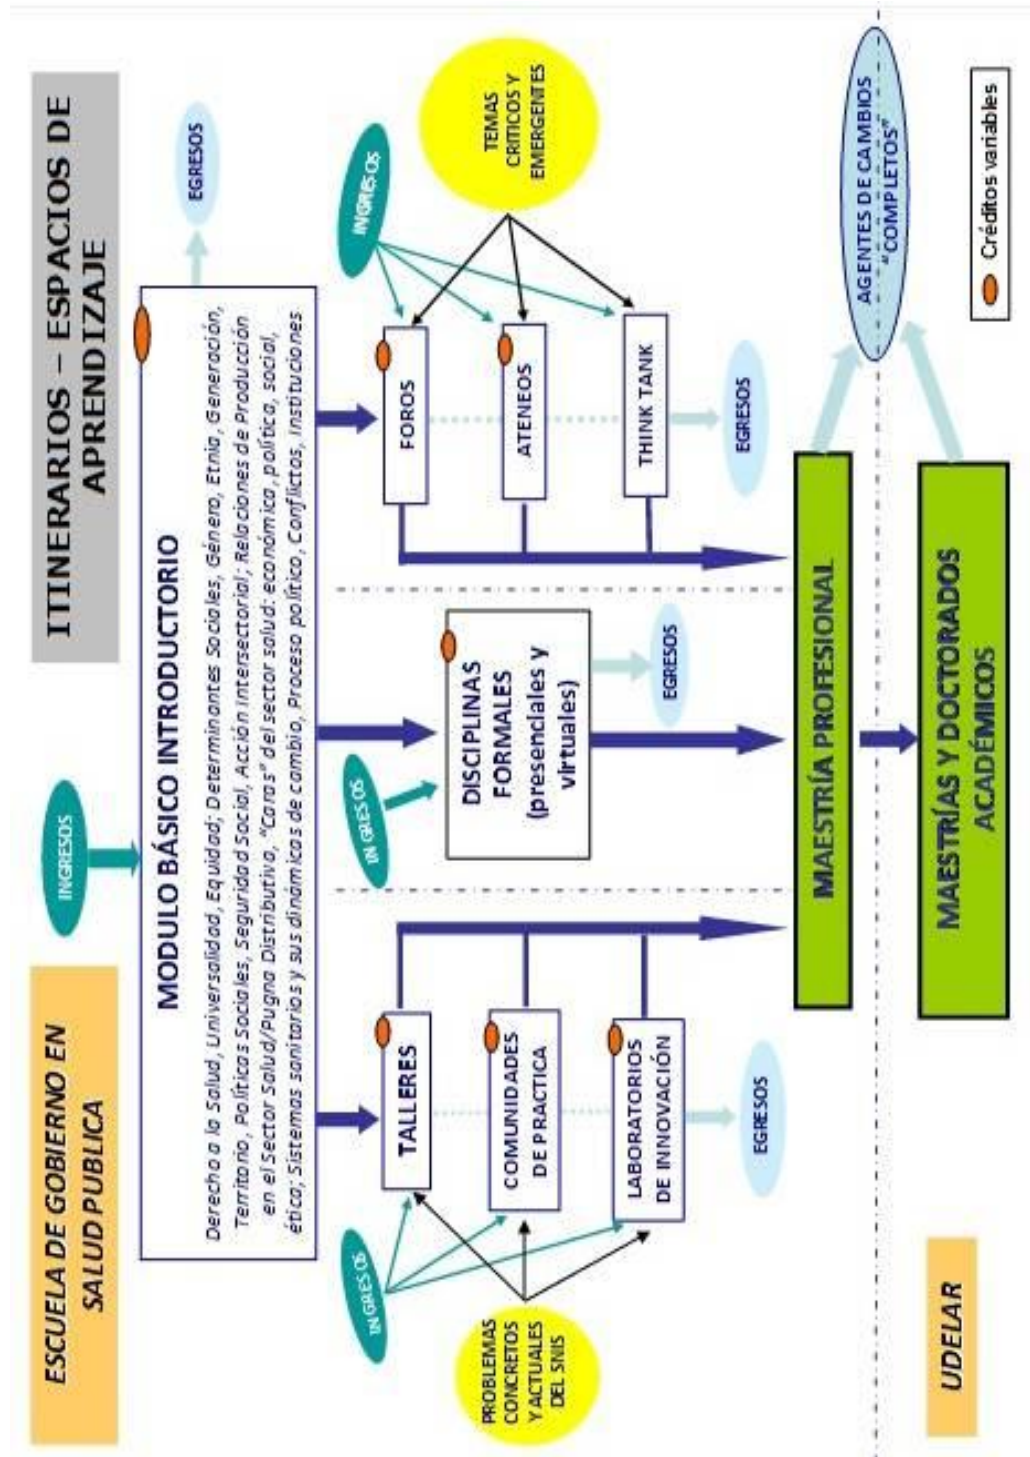 ESCUELA DE GOBIERNO EN
SALUD PUBLICA
ITINERARIOS – ESPACIOS DE
APRENDIZAJE
INGRESOS
EGRESOS
MODULO BÁSICO INTRODUCTORIO
Derecho a la Salud, Universalidad, Equidad; Determinantes Sociales, Género, Etnia, Generación,
Territorio, Políticas Sociales, Seguridad Social, Acción intersectorial; Relaciones de Producción
en el Sector Salud/Pugna Distributiva, "Caras" del sector salud: económica, política, social,
ética; Sistemas sanitarios y sus dinámicas de cambio, Proceso político, Conflictos, Instituciones
INGRESOS
TALLERES
COMUNIDADES
DE PRACTICA
LABORATORIOS
DE INNOVACIÓN
PROBLEMAS
CONCRETOS
Y ACTUALES
DEL SNIS
EGRESOS
INGRESOS
DISCIPLINAS
FORMALES
(presenciales y
virtuales)
EGRESOS
INGRESOS
FOROS
ATENEOS
THINK TANK
TEMAS
CRITICOS Y
EMERGENTES
EGRESOS
MAESTRÍA PROFESIONAL
AGENTES DE CAMBIOS
"COMPLETOS"
UDELAR
MAESTRÍAS Y DOCTORADOS
ACADÉMICOS
Créditos variables